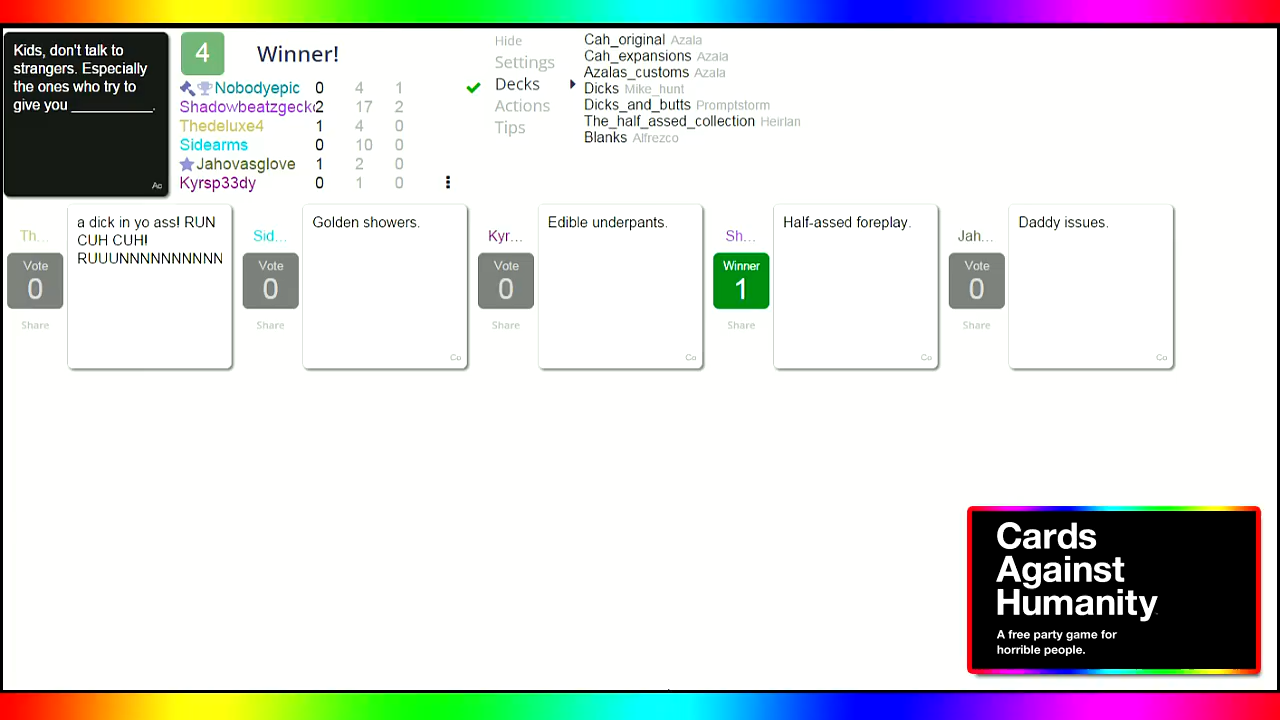 Kids, don't talk to
strangers. Especially
the ones who try to
give you __________.
Ac
4
Winner!
Nobodyepic 0 4 1
Shadowbeatzgecko 2 17 2
Thedeluxe4 1 4 0
Sidearms 0 10 0
Jahovasglove 1 2 0
Kyrsp33dy 0 1 0
Hide
Settings
Decks
Actions
Tips
Cah_original Azala
Cah_expansions Azala
Azalas_customs Azala
Dicks Mike_hunt
Dicks_and_butts Promptstorm
The_half_assed_collection Heirlan
Blanks Alfrezco
Th...
Vote
0
Share
a dick in yo ass! RUN
CUH CUH!
RUUUNNNNNNNNNN
Sid...
Vote
0
Share
Golden showers.
Co
Kyr...
Vote
0
Share
Edible underpants.
Co
Sh...
Winner
1
Share
Half-assed foreplay.
Co
Jah...
Vote
0
Share
Daddy issues.
Co
Cards
Against
Humanity
A free party game for
horrible people.